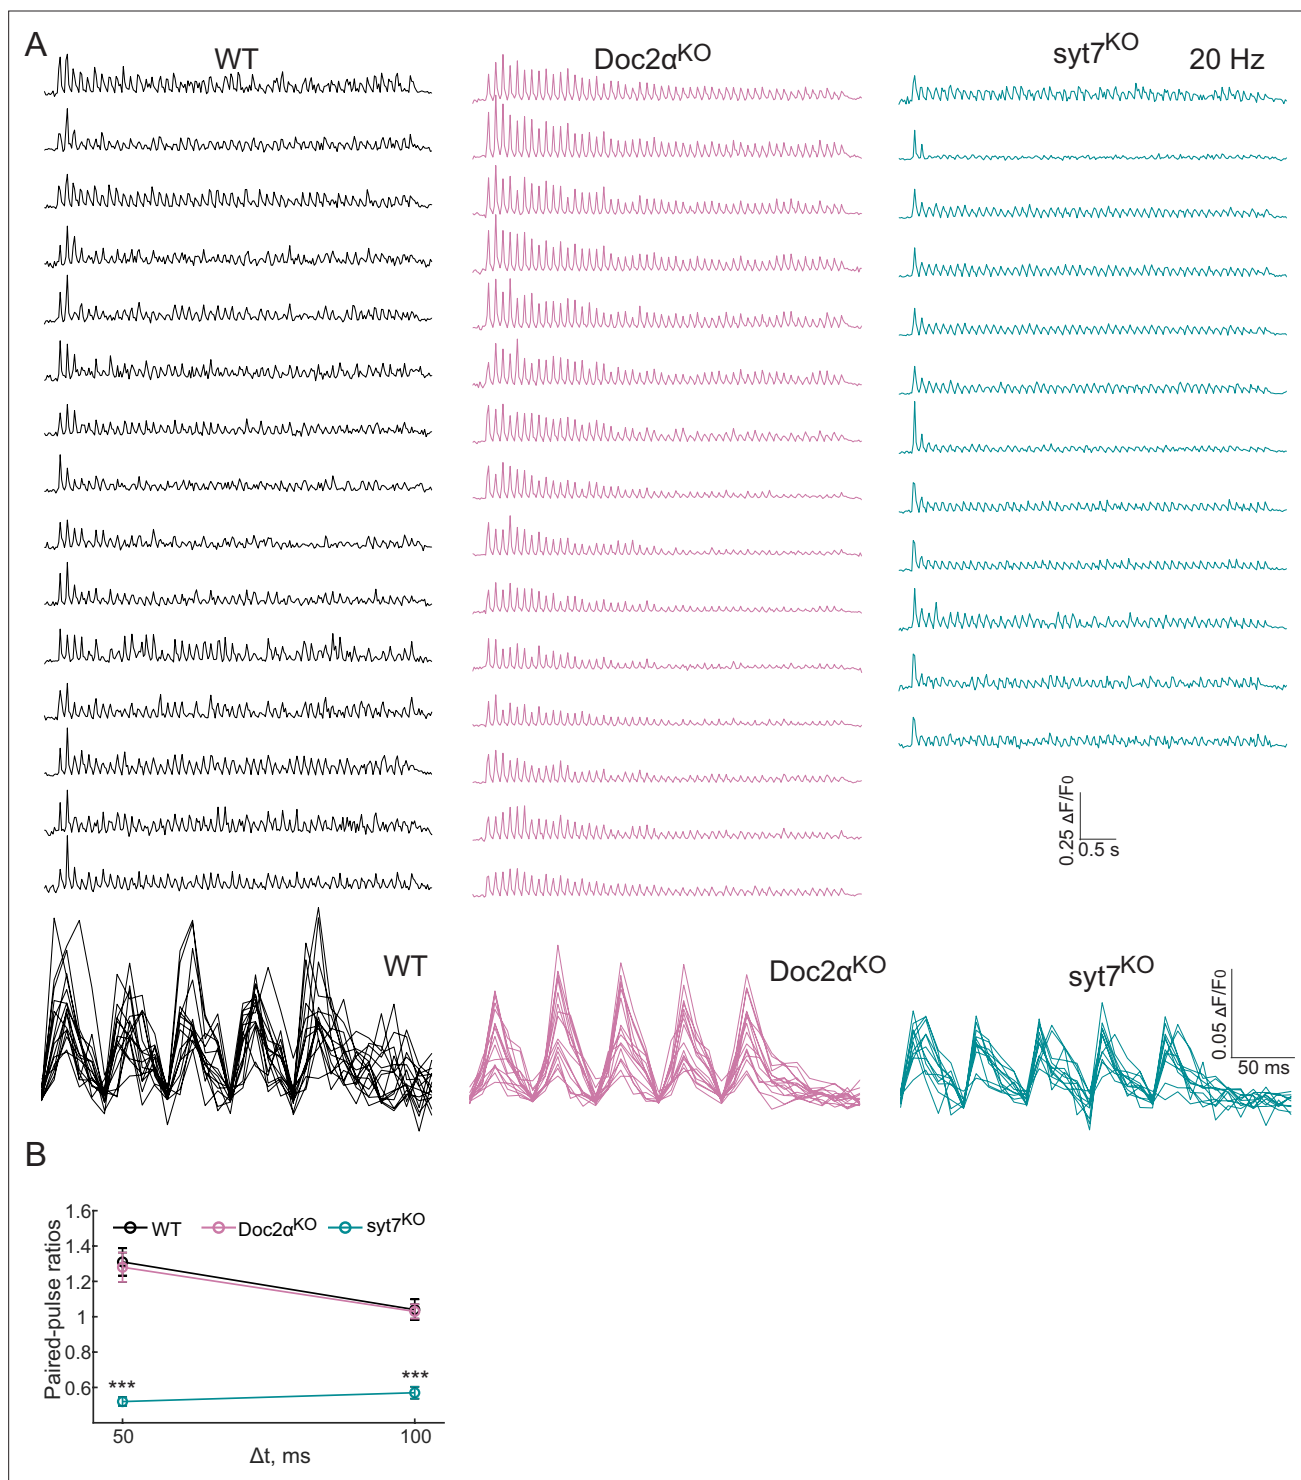 A
WT
Doc2αKO
syt7KO
20 Hz
0.25 ΔF/F0
0.5 s
WT
Doc2αKO
syt7KO
0.05 ΔF/F0
50 ms
B
Paired-pulse ratios
1.6
1.4
1.2
1
0.8
0.6
WT
Doc2αKO
syt7KO
***
***
50
100
Δt, ms